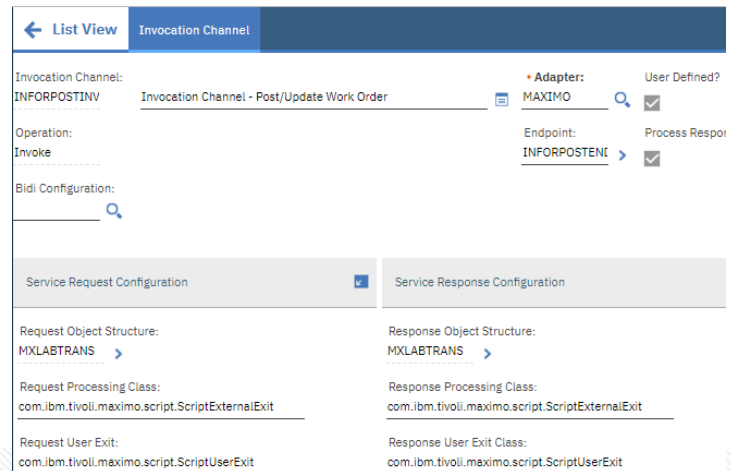 List View Invocation Channel
Invocation Channel: • Adapter: User Defined?
INFORPOSTINV Invocation Channel - Post/Update Work Order MAXIMO
Operation: Endpoint: Process Respor
Invoke INFORPOSTENI
Bidi Configuration:
Service Request Configuration Service Response Configuration
Request Object Structure: Response Object Structure:
MXLABTRANS MXLABTRANS
Request Processing Class: Response Processing Class:
com.ibm.tivoli.maximo.script.ScriptExternalExit com.ibm.tivoli.maximo.script.ScriptExternalExit
Request User Exit: Response User Exit Class:
com.ibm.tivoli.maximo.script.ScriptUserExit com.ibm.tivoli.maximo.script.ScriptUserExit